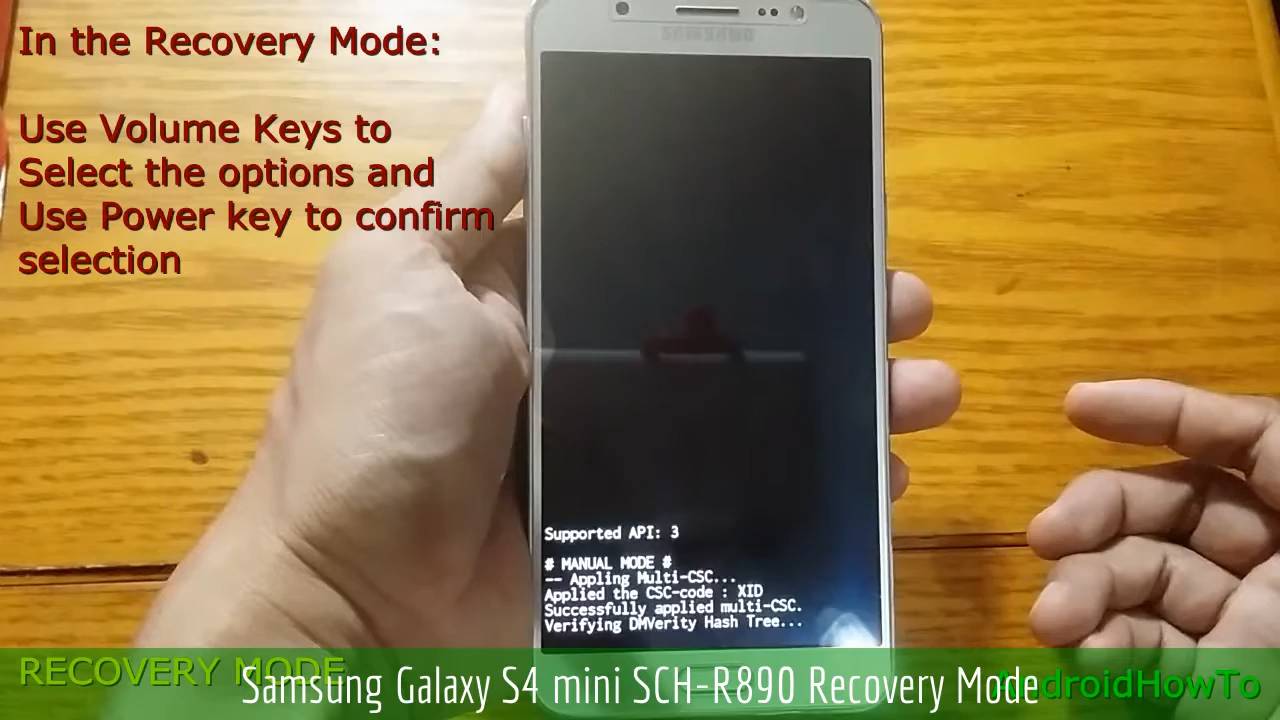 In the Recovery Mode:
Use Volume Keys to
Select the options and
Use Power key to confirm
selection
SAMSUNG
Supported API: 3
# MANUAL MODE #
-- Appling Multi-CSC...
Applied the CSC-code : XID
Successfully applied multi-CSC.
Verifying DMVerity Hash Tree...
RECOVERY MODE
Samsung Galaxy S4 mini SCH-R890 Recovery Mode
AndroidHowTo